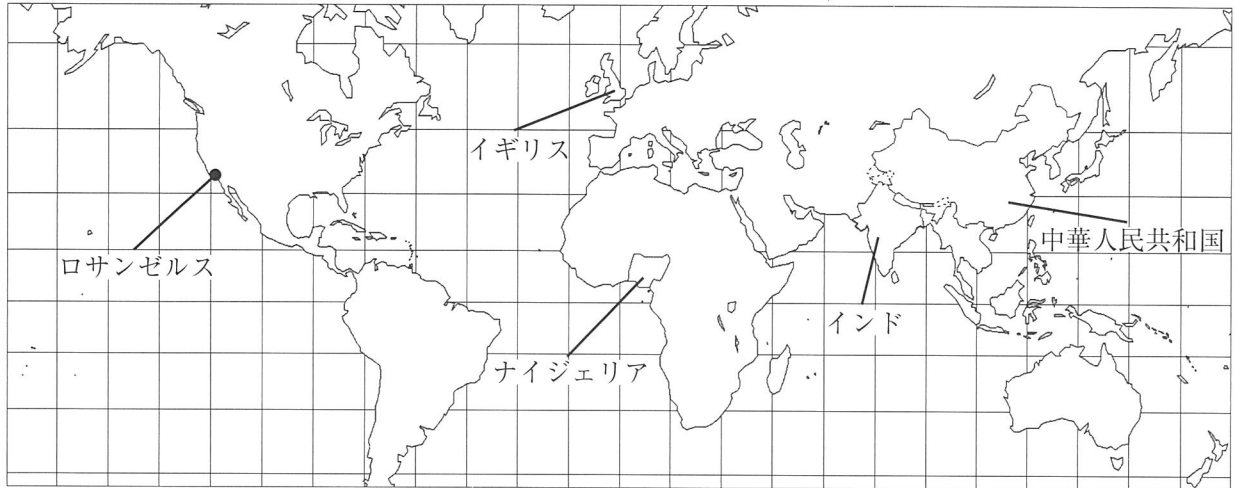 イギリス
ロサンゼルス
中華人民共和国
インド
ナイジェリア